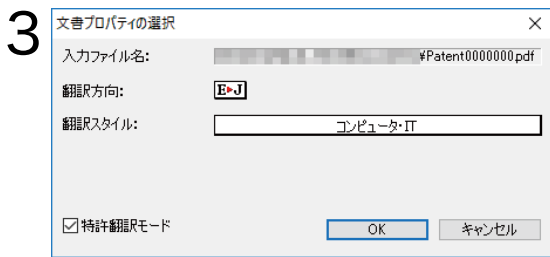 3
文書プロパティの選択
入力ファイル名: ¥Patent0000000.pdf
翻訳方向: E▸J
翻訳スタイル: コンピュータ・IT
特許翻訳モード OK キャンセル